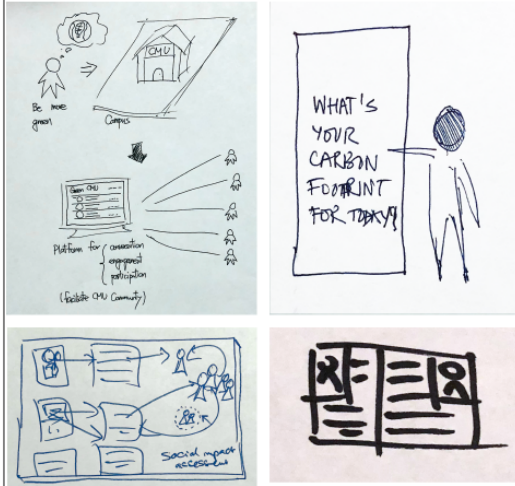 CMU
Be more
green
Campus
Green CMU
Platform for { conversation
engagement
participation
(facilitate CMU Community)
WHAT'S
YOUR
CARBON
FOOTPRINT
FOR TODAY?
Social impact
assessment